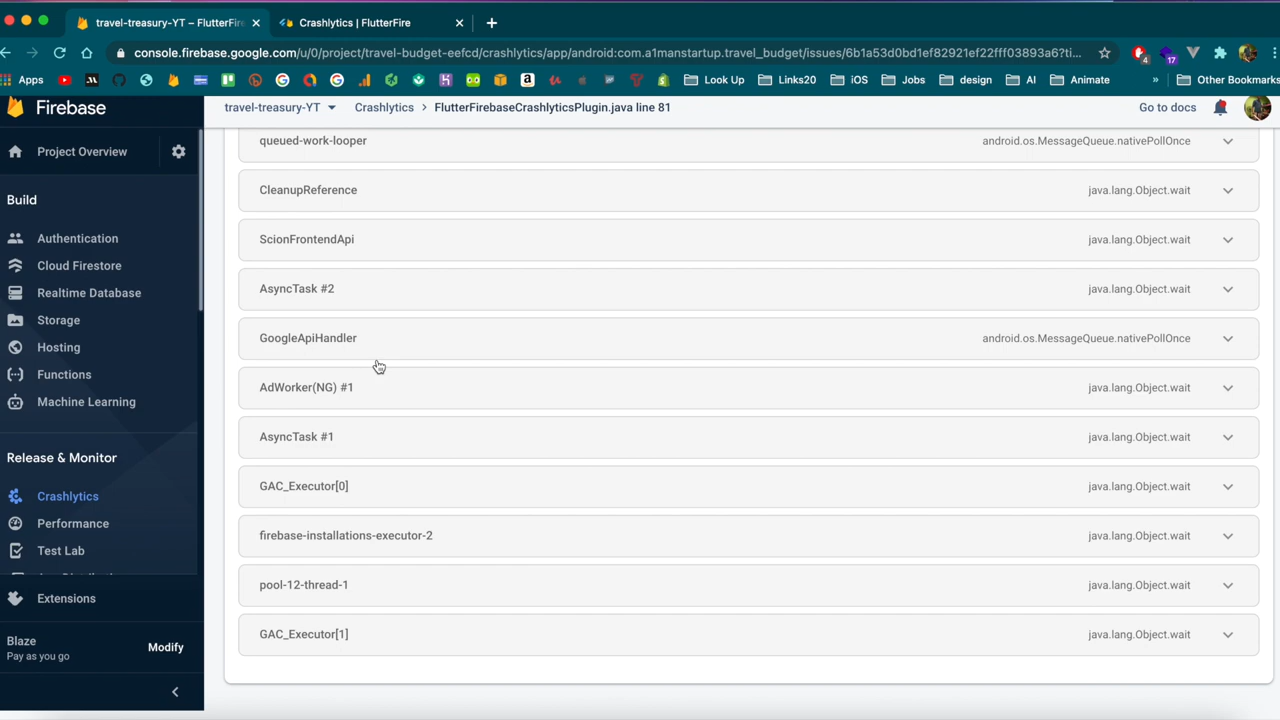 travel-treasury-YT – FlutterFire
Crashlytics | FlutterFire
console.firebase.google.com/u/0/project/travel-budget-eefcd/crashlytics/app/android:com.a1manstartup.travel_budget/issues/6b1a53d0bd1ef82921ef22fff03893a6?ti...
4
17
Apps
Look Up
Links20
iOS
Jobs
design
AI
Animate
»
Other Bookmarks
Firebase
travel-treasury-YT
Crashlytics
FlutterFirebaseCrashlyticsPlugin.java line 81
Go to docs
Project Overview
Build
Authentication
Cloud Firestore
Realtime Database
Storage
Hosting
Functions
Machine Learning
Release & Monitor
Crashlytics
Performance
Test Lab
Extensions
Blaze
Pay as you go
Modify
queued-work-looper android.os.MessageQueue.nativePollOnce
CleanupReference java.lang.Object.wait
ScionFrontendApi java.lang.Object.wait
AsyncTask #2 java.lang.Object.wait
GoogleApiHandler android.os.MessageQueue.nativePollOnce
AdWorker(NG) #1 java.lang.Object.wait
AsyncTask #1 java.lang.Object.wait
GAC_Executor[0] java.lang.Object.wait
firebase-installations-executor-2 java.lang.Object.wait
pool-12-thread-1 java.lang.Object.wait
GAC_Executor[1] java.lang.Object.wait